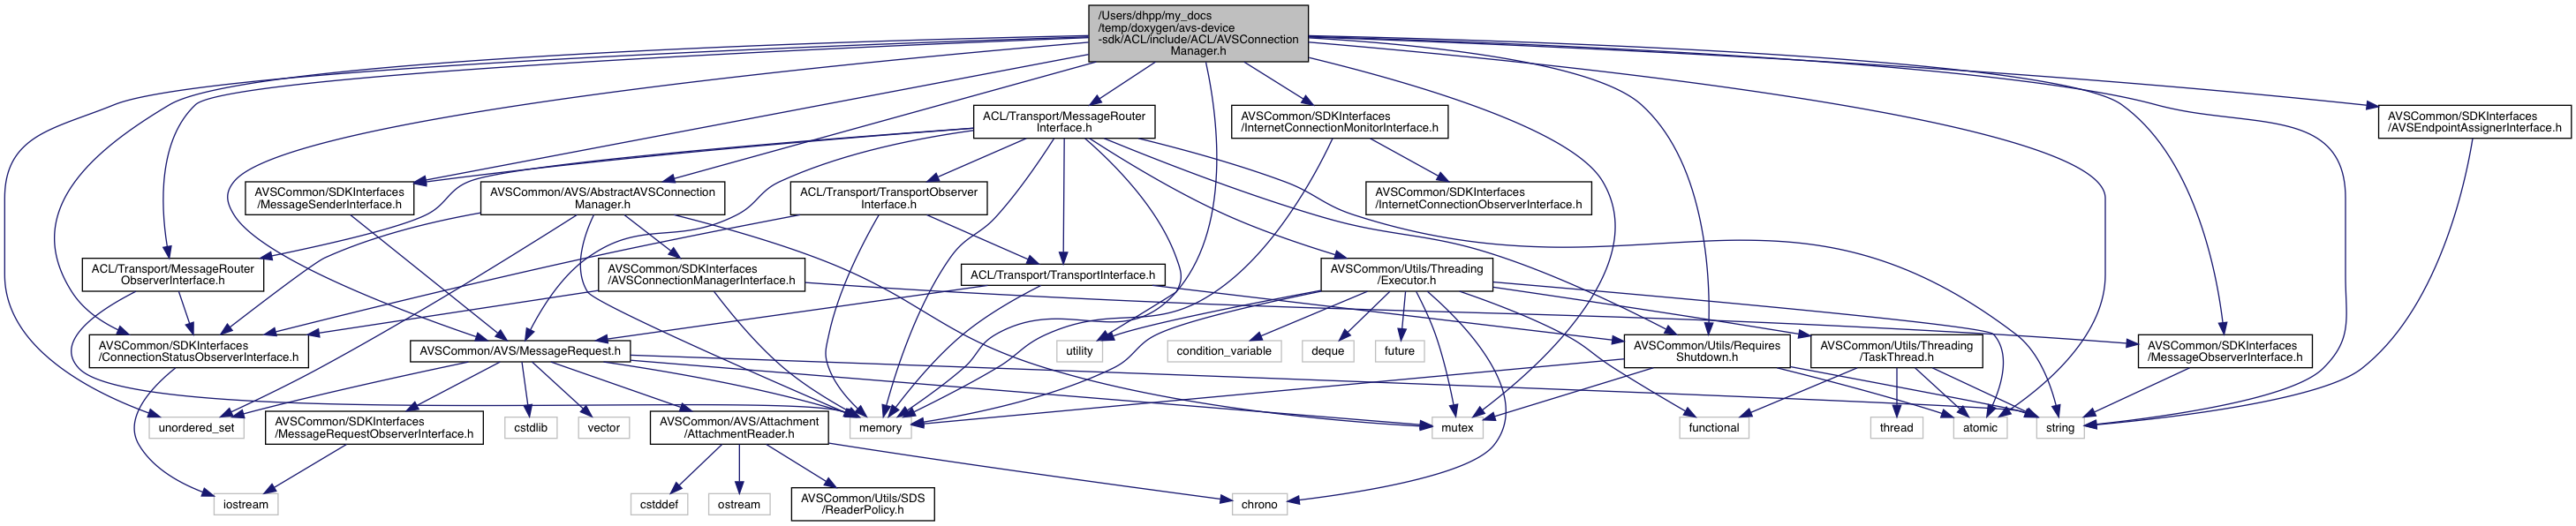 /Users/dhpp/my_docs
/temp/doxygen/avs-device
-sdk/ACL/include/ACL/AVSConnection
Manager.h
ACL/Transport/MessageRouter
Interface.h
AVSCommon/SDKInterfaces
/InternetConnectionMonitorInterface.h
AVSCommon/SDKInterfaces
/AVSEndpointAssignerInterface.h
AVSCommon/SDKInterfaces
/MessageSenderInterface.h
AVSCommon/AVS/AbstractAVSConnection
Manager.h
ACL/Transport/TransportObserver
Interface.h
AVSCommon/SDKInterfaces
/InternetConnectionObserverInterface.h
ACL/Transport/MessageRouter
ObserverInterface.h
AVSCommon/SDKInterfaces
/AVSConnectionManagerInterface.h
ACL/Transport/TransportInterface.h
AVSCommon/Utils/Threading
/Executor.h
AVSCommon/SDKInterfaces
/ConnectionStatusObserverInterface.h
AVSCommon/AVS/MessageRequest.h
utility
condition_variable
deque
future
AVSCommon/Utils/Requires
Shutdown.h
AVSCommon/Utils/Threading
/TaskThread.h
AVSCommon/SDKInterfaces
/MessageObserverInterface.h
unordered_set
AVSCommon/SDKInterfaces
/MessageRequestObserverInterface.h
cstdlib
vector
AVSCommon/AVS/Attachment
/AttachmentReader.h
memory
mutex
functional
thread
atomic
string
iostream
cstddef
ostream
AVSCommon/Utils/SDS
/ReaderPolicy.h
chrono